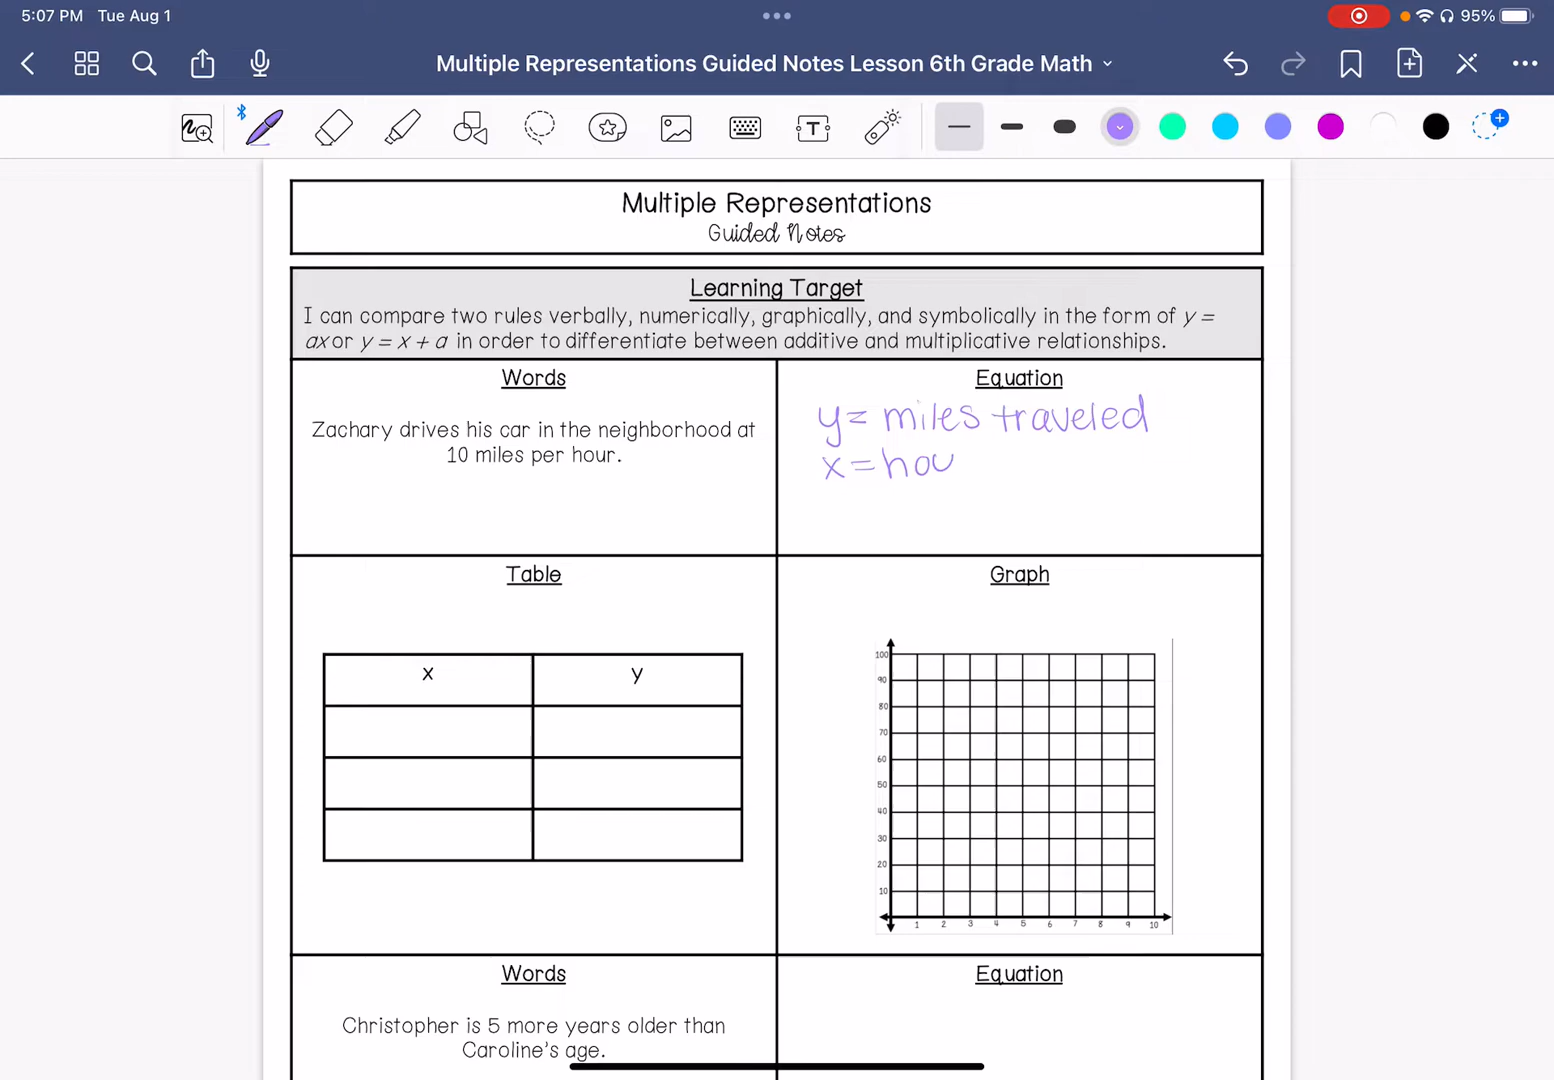 5:07 PM Tue Aug 1
95%
Multiple Representations Guided Notes Lesson 6th Grade Math
T
Multiple Representations
Guided Notes
Learning Target
I can compare two rules verbally, numerically, graphically, and symbolically in the form of y =
ax or y = x + a in order to differentiate between additive and multiplicative relationships.
Words
Zachary drives his car in the neighborhood at
10 miles per hour.
Equation
y= miles traveled
x=hou
Table
x y
Graph
100
90
80
70
60
50
40
30
20
10
1 2 3 4 5 6 7 8 9 10
Words
Christopher is 5 more years older than
Caroline's age.
Equation